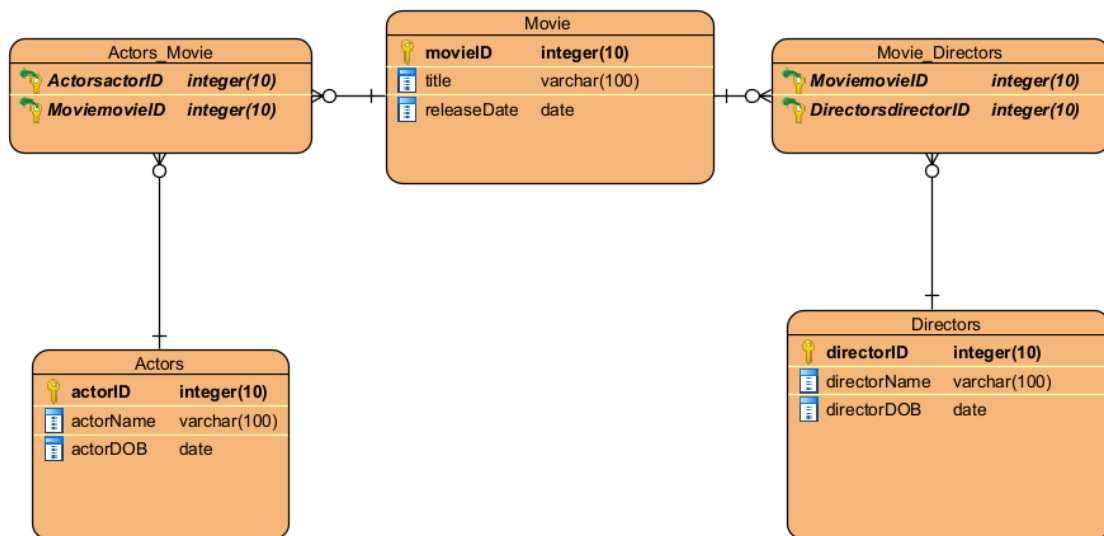 Actors_Movie
ActorsactorID integer(10)
MoviemovieID integer(10)
Movie
movieID integer(10)
title varchar(100)
releaseDate date
Movie_Directors
MoviemovieID integer(10)
DirectorsdirectorID integer(10)
Actors
actorID integer(10)
actorName varchar(100)
actorDOB date
Directors
directorID integer(10)
directorName varchar(100)
directorDOB date